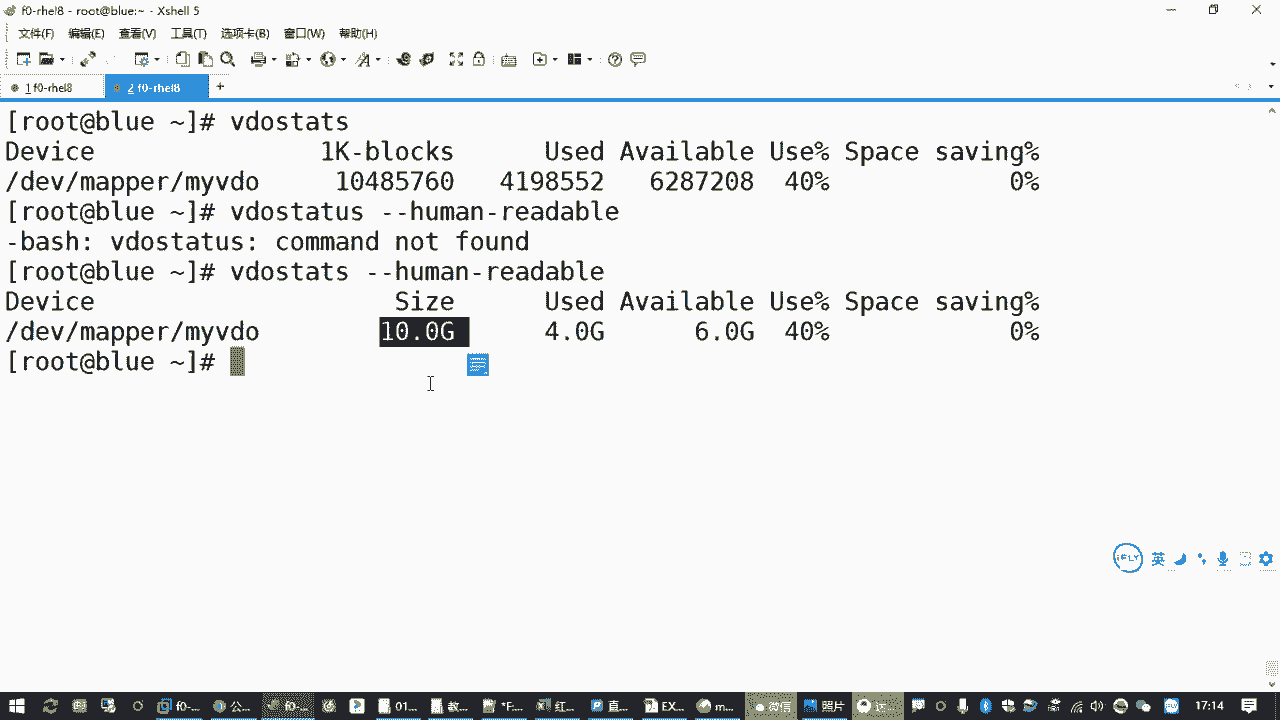 f0-rhel8 - root@blue:~ - Xshell 5
文件(F) 编辑(E) 查看(V) 工具(T) 选项卡(B) 窗口(W) 帮助(H)
1 f0-rhel8 2 f0-rhel8 +
[root@blue ~]# vdostats
Device 1K-blocks Used Available Use% Space saving%
/dev/mapper/myvdo 10485760 4198552 6287208 40% 0%
[root@blue ~]# vdostatus --human-readable
-bash: vdostatus: command not found
[root@blue ~]# vdostats --human-readable
Device Size Used Available Use% Space saving%
/dev/mapper/myvdo 10.0G 4.0G 6.0G 40% 0%
[root@blue ~]#
iFLY 英
f0-... 公... f0-... 01... 教... *F... 红... 直... EX... m... 微信 照片 17:14